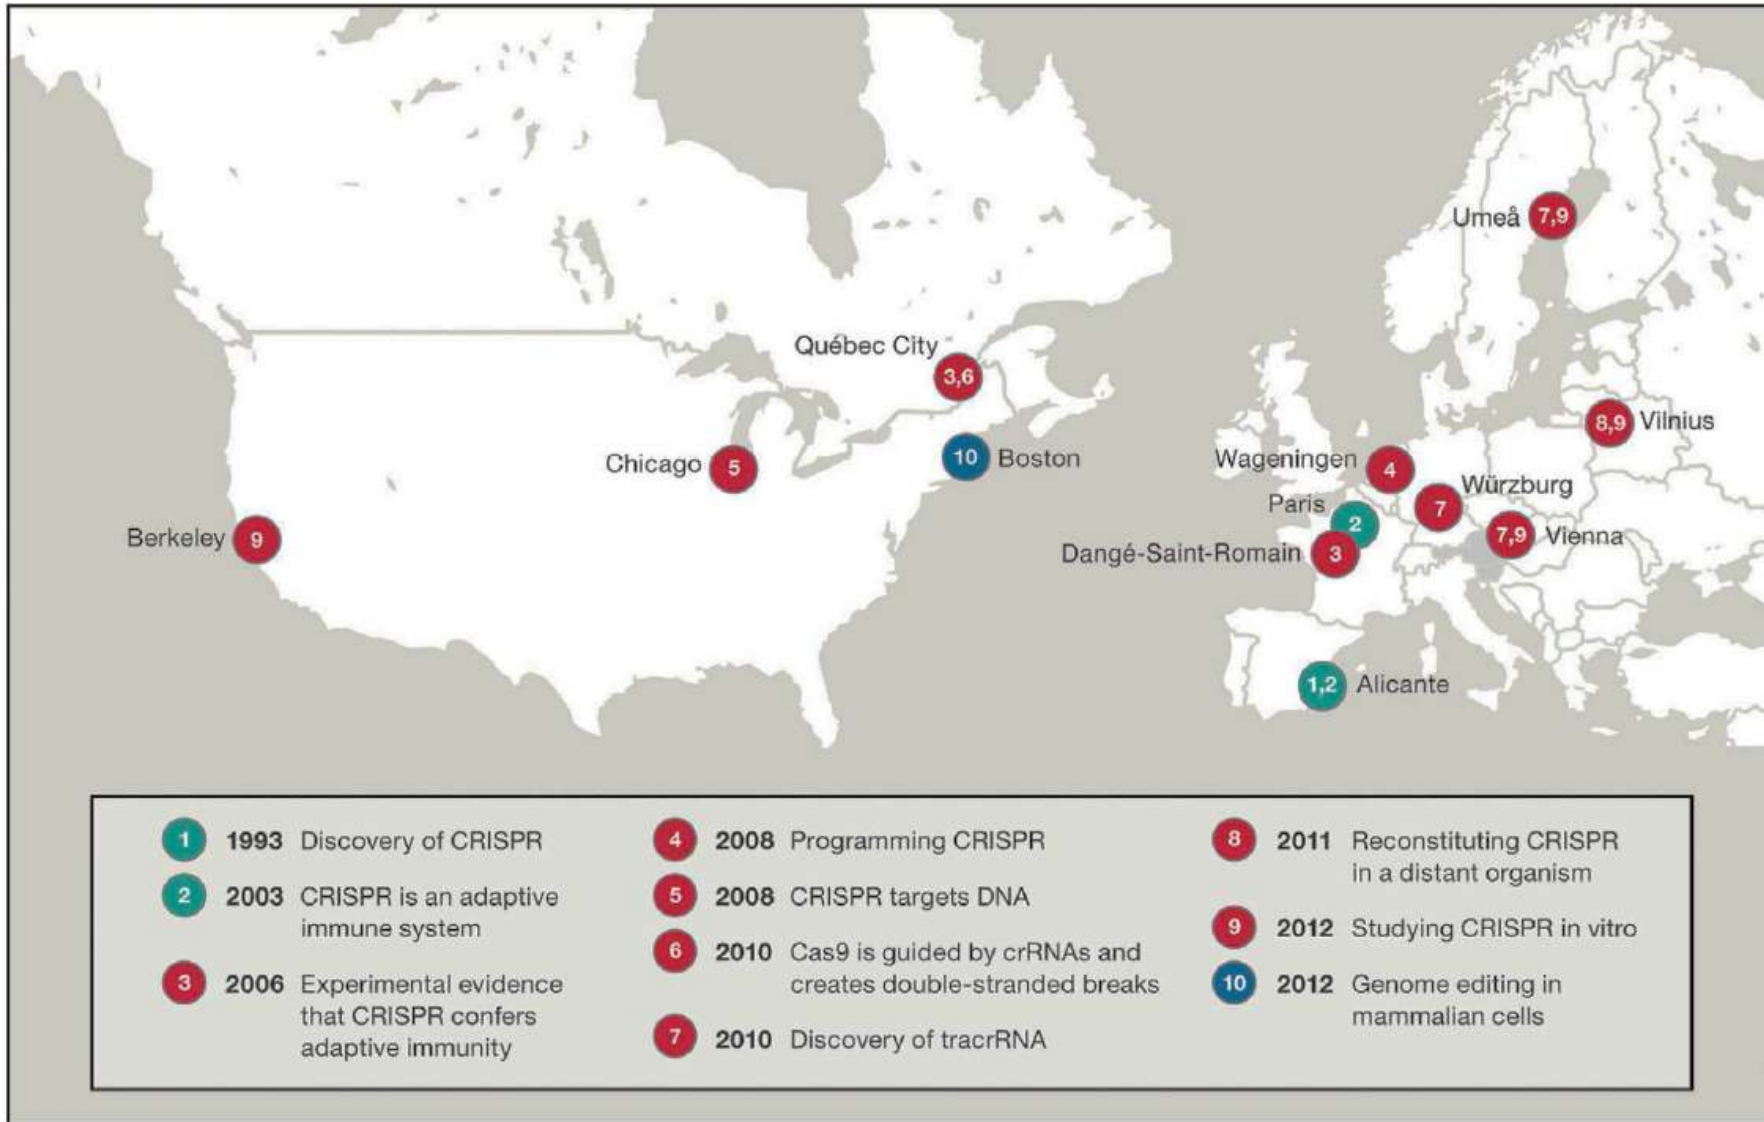 Umeå 7,9
Québec City
3,6
8,9 Vilnius
Chicago 5
10 Boston
Wageningen 4
Würzburg
Paris 2
7
Berkeley 9
7,9 Vienna
Dangé-Saint-Romain 3
1,2 Alicante
1 1993 Discovery of CRISPR
2 2003 CRISPR is an adaptive
immune system
3 2006 Experimental evidence
that CRISPR confers
adaptive immunity
4 2008 Programming CRISPR
5 2008 CRISPR targets DNA
6 2010 Cas9 is guided by crRNAs and
creates double-stranded breaks
7 2010 Discovery of tracrRNA
8 2011 Reconstituting CRISPR
in a distant organism
9 2012 Studying CRISPR in vitro
10 2012 Genome editing in
mammalian cells